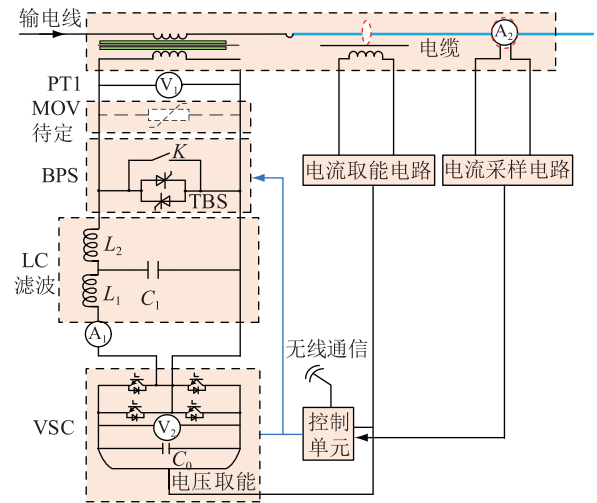 输电线
A₂
电缆
PT1
V₁
MOV
待定
BPS
K
TBS
电流取能电路
电流采样电路
LC
滤波
L₂
L₁
C₁
A₁
无线通信
VSC
V₂
C₀
电压取能
控制
单元